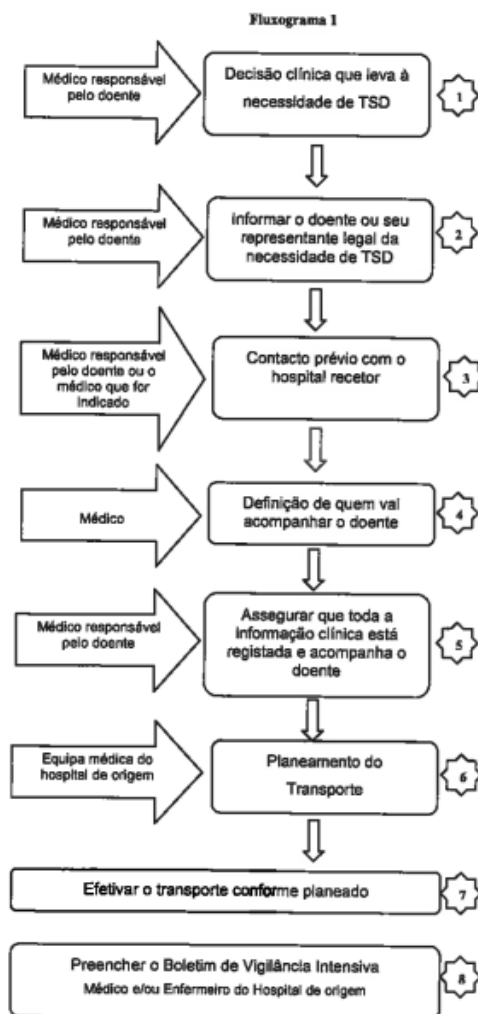 Fluxograma 1
Médico responsável
pelo doente
Decisão clínica que leva à
necessidade de TSD
1
Médico responsável
pelo doente
informar o doente ou seu
representante legal da
necessidade de TSD
2
Médico responsável
pelo doente ou o
médico que for
indicado
Contacto prévio com o
hospital recetor
3
Médico
Definição de quem vai
acompanhar o doente
4
Médico responsável
pelo doente
Assegurar que toda a
informação clínica está
registada e acompanha o
doente
5
Equipa médica do
hospital de origem
Planeamento do
Transporte
6
Efetivar o transporte conforme planeado
7
Preencher o Boletim de Vigilância Intensiva
Médico e/ou Enfermeiro do Hospital de origem
8